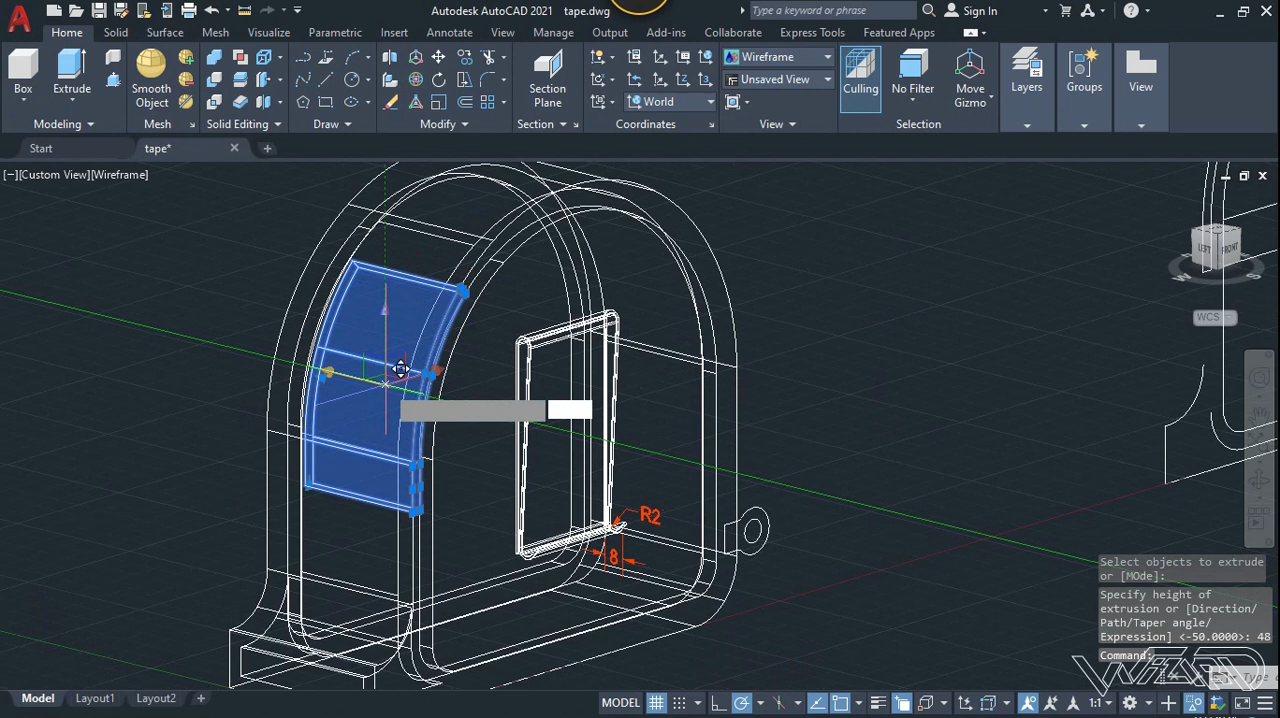 Autodesk AutoCAD 2021 tape.dwg
Type a keyword or phrase
Sign In
Home Solid Surface Mesh Visualize Parametric Insert Annotate View Manage Output Add-ins Collaborate Express Tools Featured Apps
Wireframe
Unsaved View
World
Box Extrude Smooth Object Section Plane Culling No Filter Move Gizmo Layers Groups View
Modeling Mesh Solid Editing Draw Modify Section Coordinates View Selection
Start tape*
[−][Custom View][Wireframe]
LEFT FRONT
W S
WCS
R2
8
Select objects to extrude
or [MOde]:
Specify height of
extrusion or [Direction/
Path/Taper angle/
Expression] <-50.0000>: 48
Command:
Model Layout1 Layout2 +
MODEL
1:1